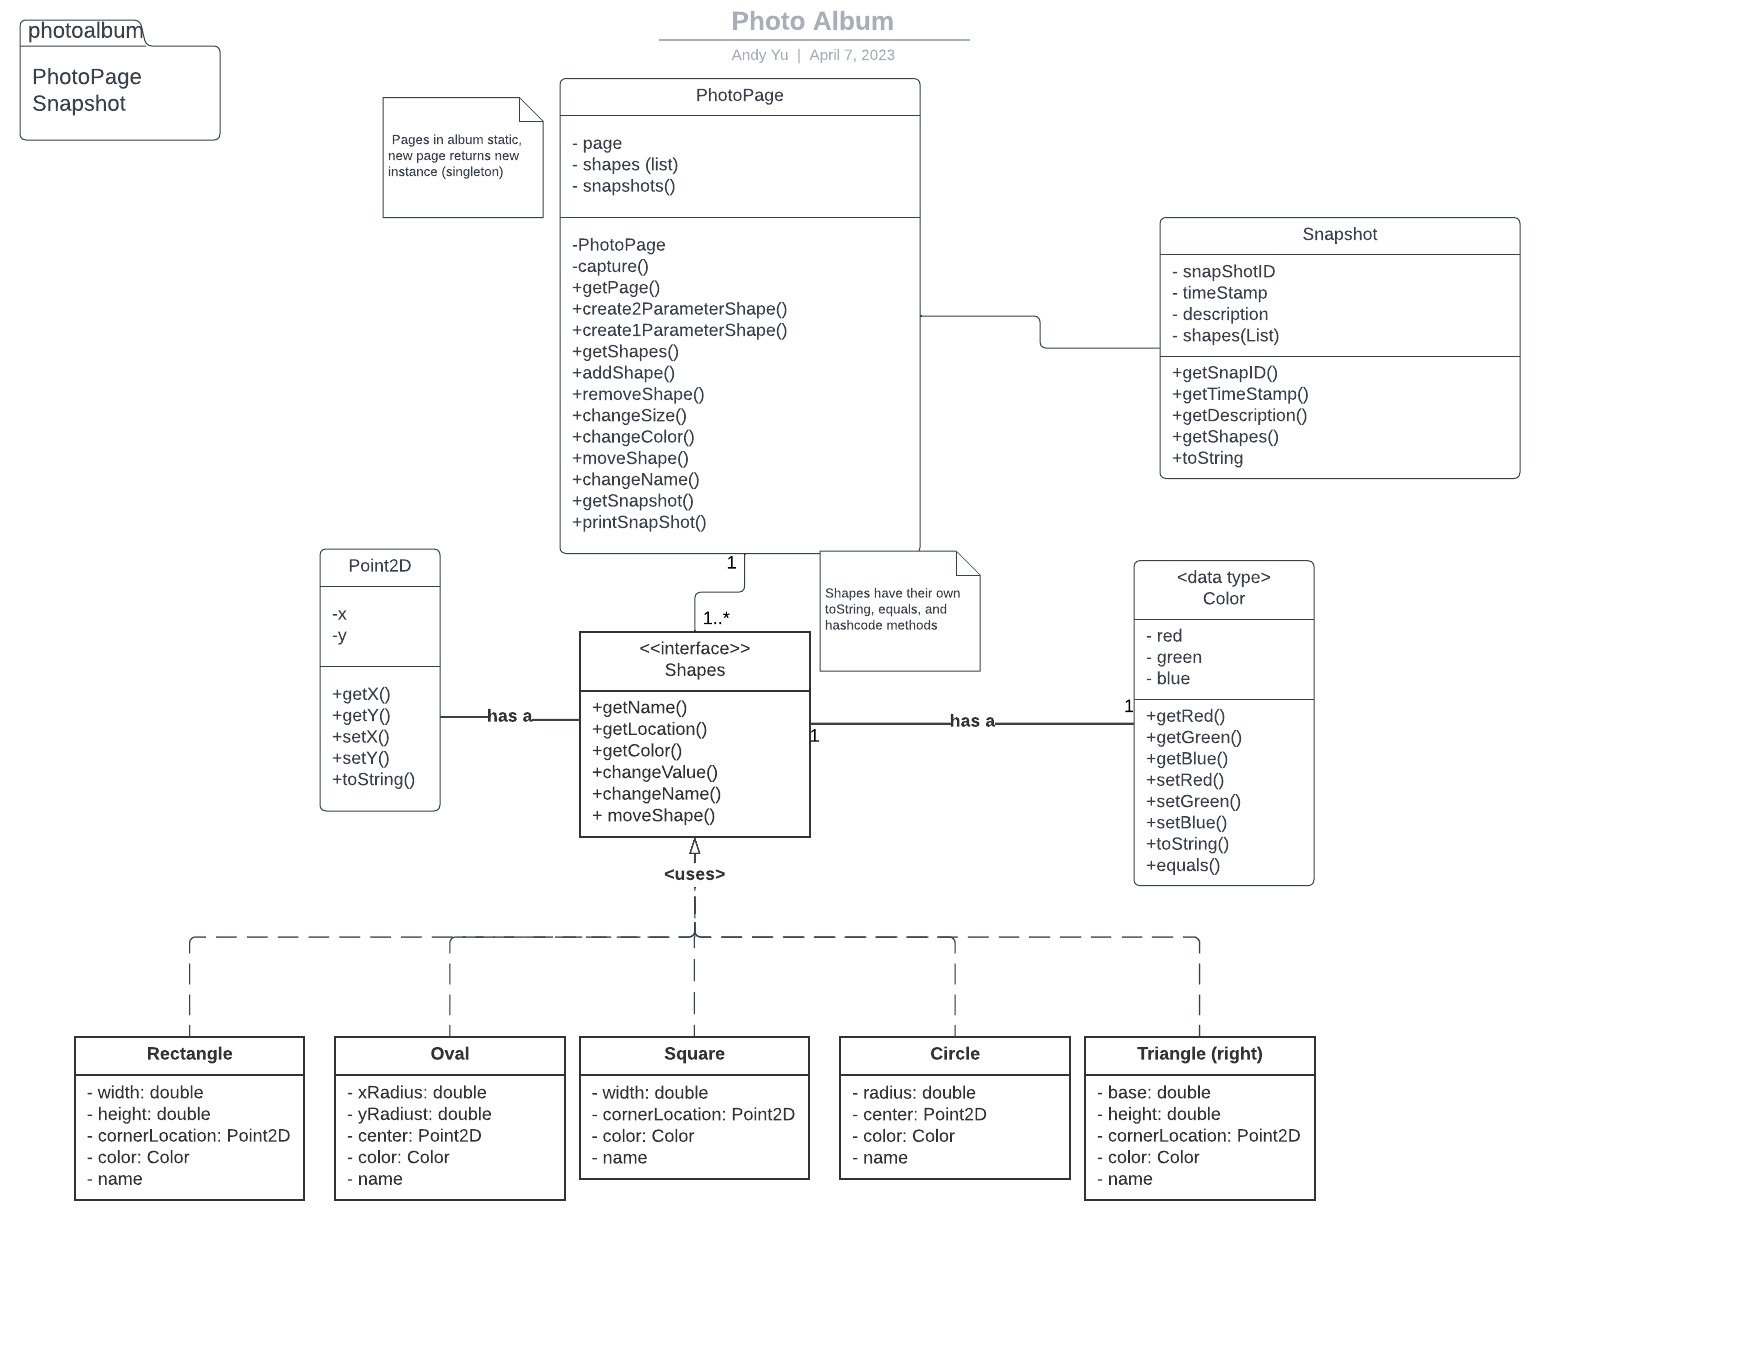 photoalbum
PhotoPage
Snapshot
Photo Album
Andy Yu | April 7, 2023
Pages in album static,
new page returns new
instance (singleton)
PhotoPage
- page
- shapes (list)
- snapshots()
-PhotoPage
-capture()
+getPage()
+create2ParameterShape()
+create1ParameterShape()
+getShapes()
+addShape()
+removeShape()
+changeSize()
+changeColor()
+moveShape()
+changeName()
+getSnapshot()
+printSnapShot()
Snapshot
- snapShotID
- timeStamp
- description
- shapes(List)
+getSnapID()
+getTimeStamp()
+getDescription()
+getShapes()
+toString
Point2D
-x
-y
+getX()
+getY()
+setX()
+setY()
+toString()
has a
1
1..*
<<interface>>
Shapes
+getName()
+getLocation()
+getColor()
+changeValue()
+changeName()
+ moveShape()
Shapes have their own
toString, equals, and
hashcode methods
1
has a
1
<data type>
Color
- red
- green
- blue
+getRed()
+getGreen()
+getBlue()
+setRed()
+setGreen()
+setBlue()
+toString()
+equals()
<uses>
Rectangle
- width: double
- height: double
- cornerLocation: Point2D
- color: Color
- name
Oval
- xRadius: double
- yRadiust: double
- center: Point2D
- color: Color
- name
Square
- width: double
- cornerLocation: Point2D
- color: Color
- name
Circle
- radius: double
- center: Point2D
- color: Color
- name
Triangle (right)
- base: double
- height: double
- cornerLocation: Point2D
- color: Color
- name